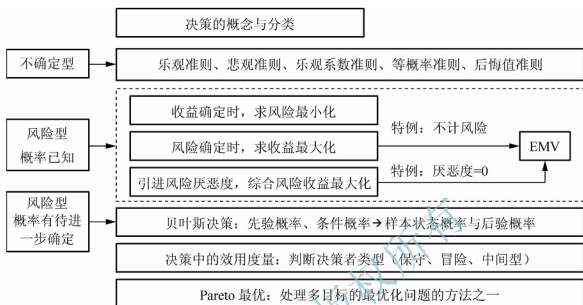 决策的概念与分类
不确定型
乐观准则、悲观准则、乐观系数准则、等概率准则、后悔值准则
风险型
概率已知
收益确定时,求风险最小化
风险确定时,求收益最大化
引进风险厌恶度,综合风险收益最大化
特例:不计风险
特例:厌恶度=0
EMV
风险型
概率有待进
一步确定
贝叶斯决策:先验概率、条件概率→样本状态概率与后验概率
决策中的效用度量:判断决策者类型(保守、冒险、中间型)
Pareto 最优:处理多目标的最优化问题的方法之一
版权所有